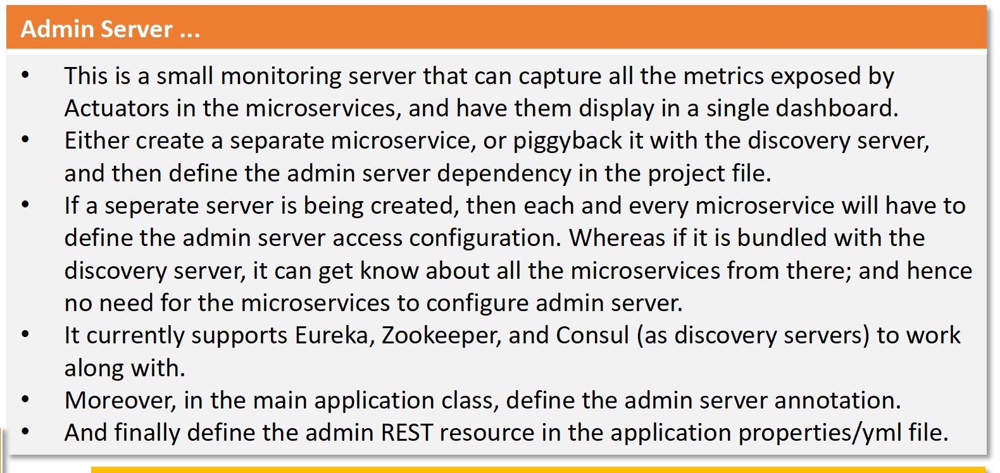 Admin Server ...
• This is a small monitoring server that can capture all the metrics exposed by
Actuators in the microservices, and have them display in a single dashboard.
• Either create a separate microservice, or piggyback it with the discovery server,
and then define the admin server dependency in the project file.
• If a seperate server is being created, then each and every microservice will have to
define the admin server access configuration. Whereas if it is bundled with the
discovery server, it can get know about all the microservices from there; and hence
no need for the microservices to configure admin server.
• It currently supports Eureka, Zookeeper, and Consul (as discovery servers) to work
along with.
• Moreover, in the main application class, define the admin server annotation.
• And finally define the admin REST resource in the application properties/yml file.